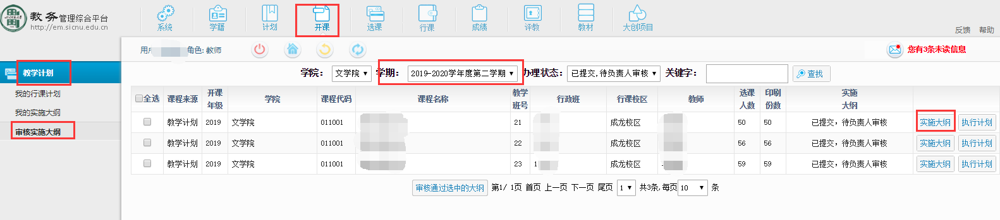 教务管理综合平台
http://em.sicnu.edu.cn
系统 学籍 计划 开课 选课 行课 成绩 评教 教材 大创项目
反馈 帮助
用 角色: 教师
您有3条未读信息
教学计划
我的行课计划
我的实施大纲
审核实施大纲
学院: 文学院 学期: 2019-2020学年度第二学期 办理状态: 已提交,待负责人审核 关键字: 查找
全选 课程来源 开课年级 学院 课程代码 课程名称 教学班号 行政班 行课校区 教师 选课人数 印刷份数 实施大纲
教学计划 2019 文学院 011001 21 成龙校区 50 50 已提交，待负责人审核 实施大纲 执行计划
教学计划 2019 文学院 011001 22 成龙校区 56 56 已提交，待负责人审核 实施大纲 执行计划
教学计划 2019 文学院 011001 23 1 成龙校区 59 59 已提交，待负责人审核 实施大纲 执行计划
审核通过选中的大纲 第1/ 1页 首页 上一页 下一页 尾页 1 共3条,每页 10 条